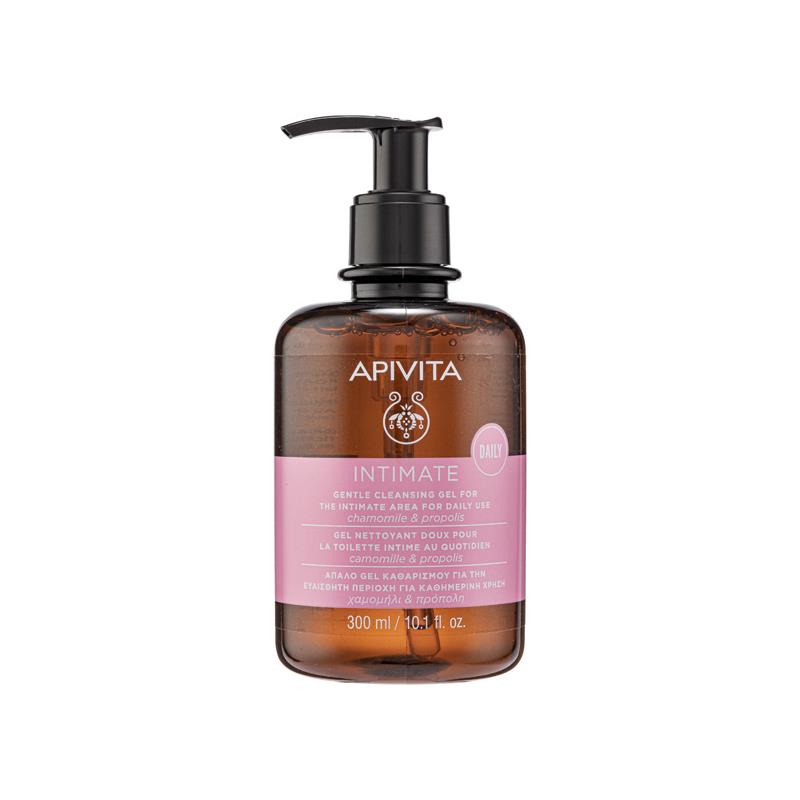 APIVITA
DAILY
INTIMATE
GENTLE CLEANSING GEL FOR
THE INTIMATE AREA FOR DAILY USE
chamomile & propolis
GEL NETTOYANT DOUX POUR
LA TOILETTE INTIME AU QUOTIDIEN
camomille & propolis
ΑΠΑΛΟ GEL ΚΑΘΑΡΙΣΜΟΥ ΓΙΑ ΤΗΝ
ΕΥΑΙΣΘΗΤΗ ΠΕΡΙΟΧΗ ΓΙΑ ΚΑΘΗΜΕΡΙΝΗ ΧΡΗΣΗ
χαμομήλι & πρόπολη
300 ml / 10.1 fl. oz.